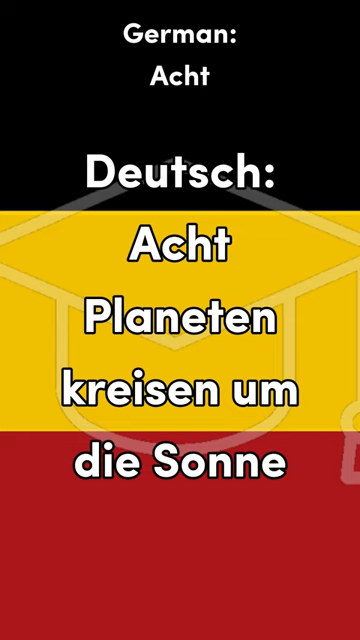 German:
Acht
Deutsch:
Acht
Planeten
kreisen um
die Sonne